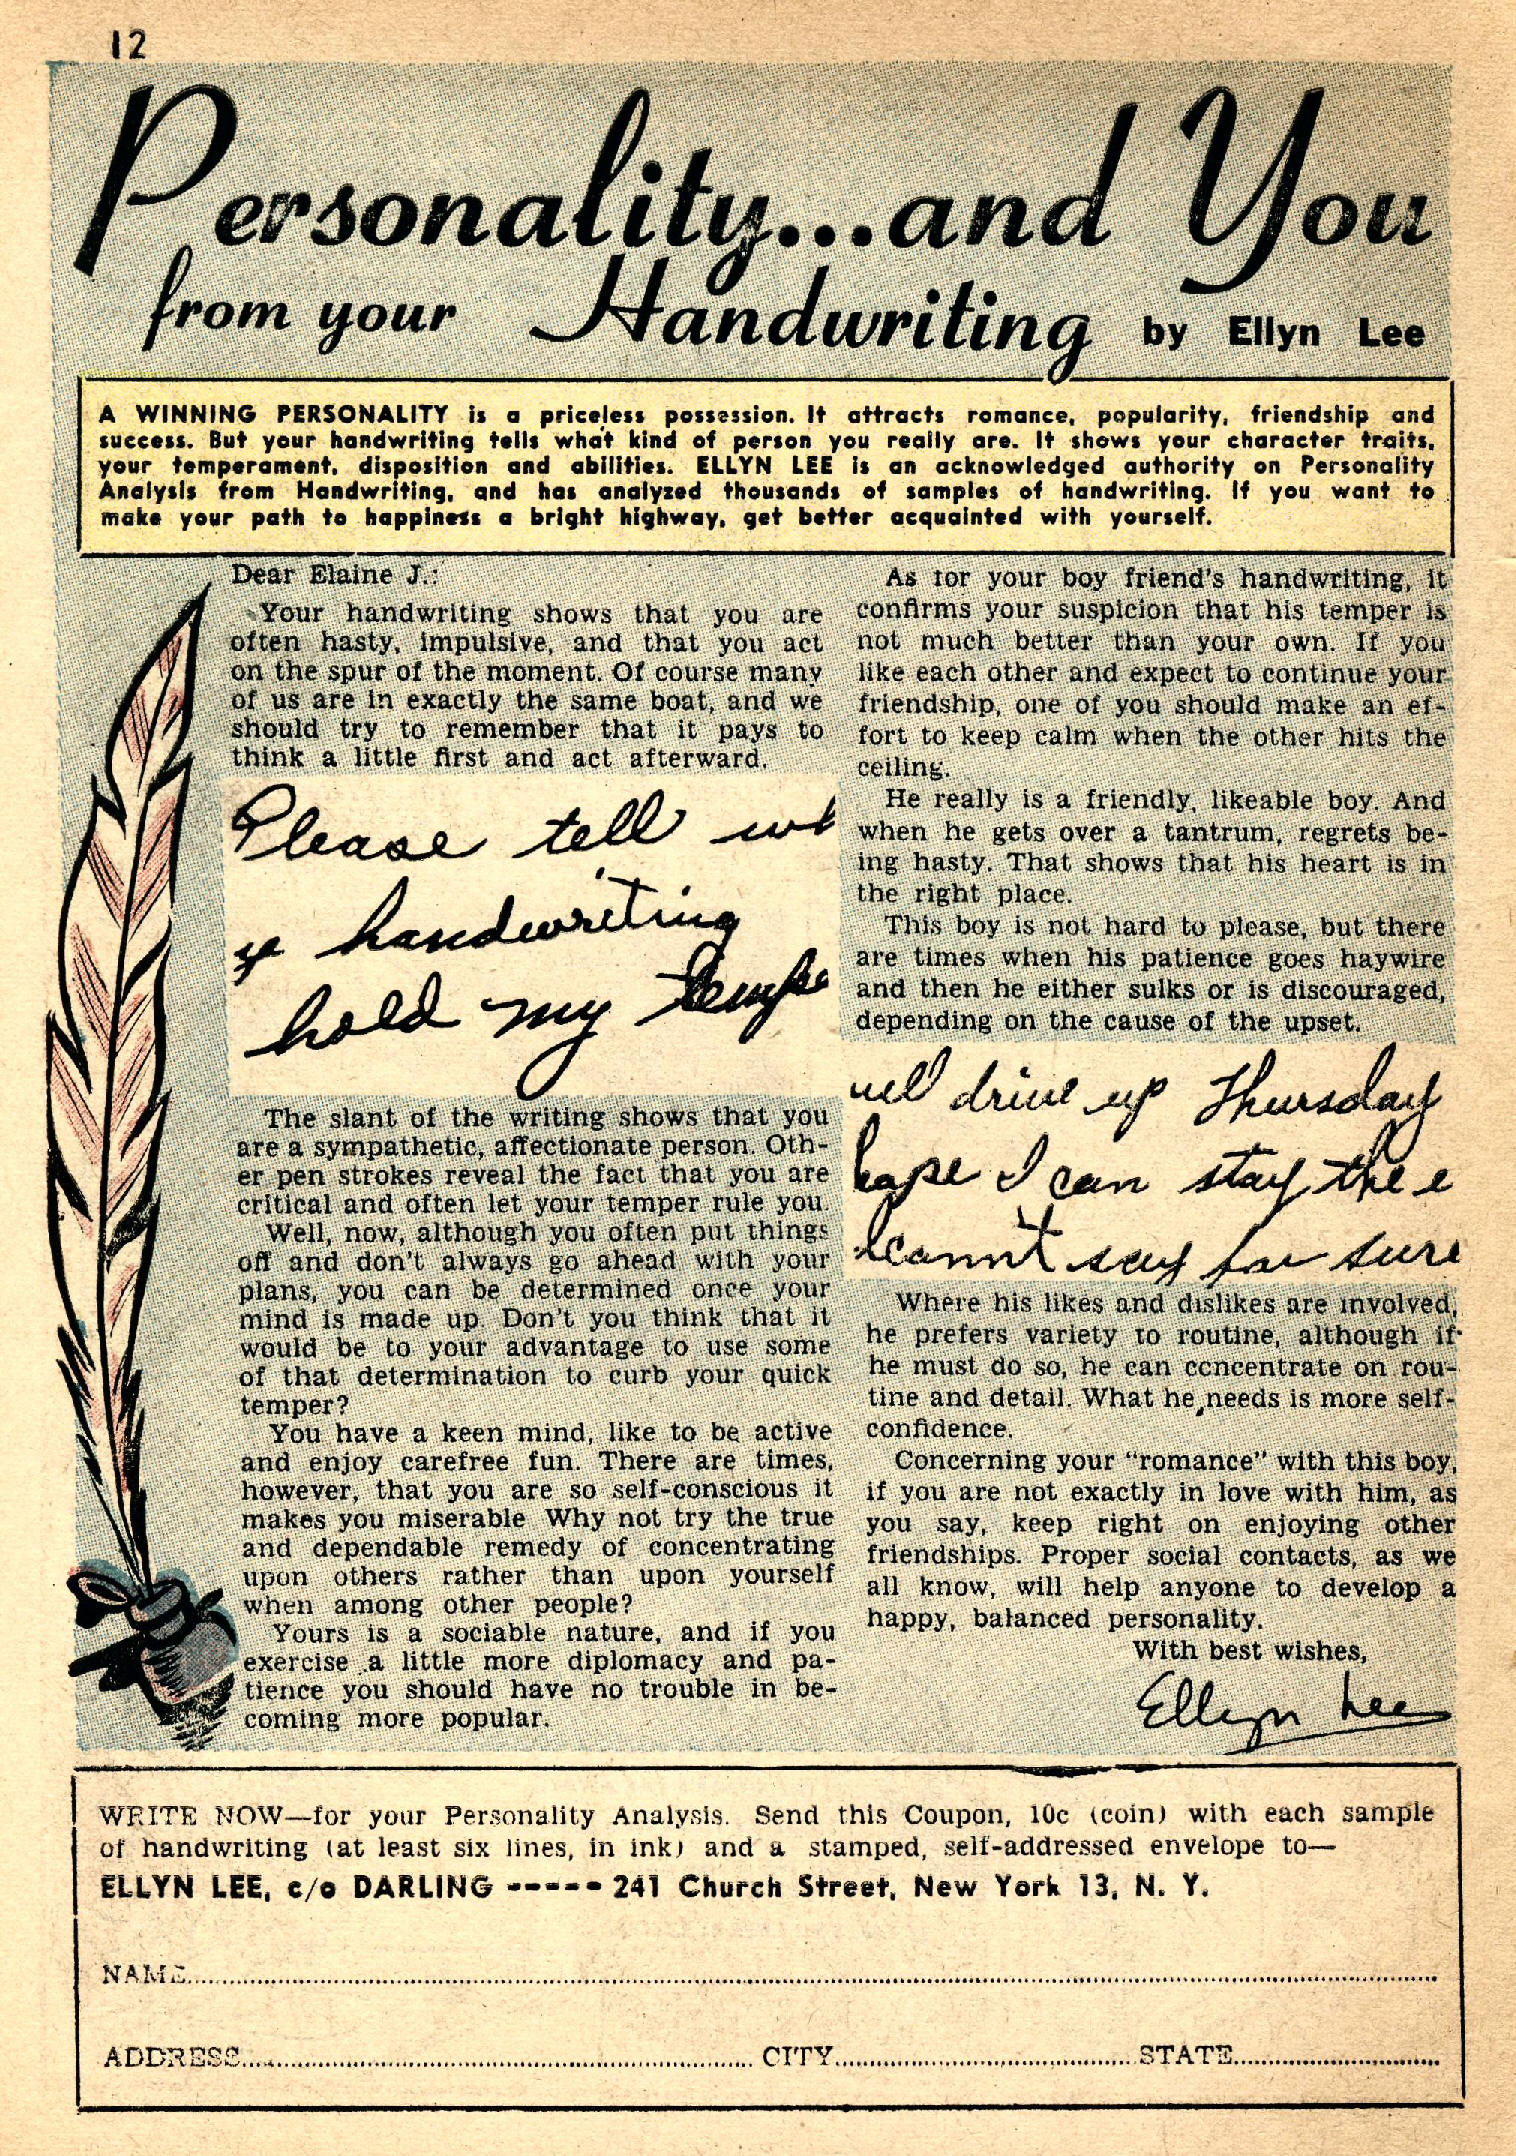 12
Personality...and You
from your Handwriting by Ellyn Lee
A WINNING PERSONALITY is a priceless possession. It attracts romance, popularity, friendship and
success. But your handwriting tells what kind of person you really are. It shows your character traits,
your temperament, disposition and abilities. ELLYN LEE is an acknowledged authority on Personality
Analysis from Handwriting, and has analyzed thousands of samples of handwriting. If you want to
make your path to happiness a bright highway, get better acquainted with yourself.
Dear Elaine J.:
Your handwriting shows that you are
often hasty, impulsive, and that you act
on the spur of the moment. Of course many
of us are in exactly the same boat, and we
should try to remember that it pays to
think a little first and act afterward.
Please tell wh
y handwriting
hold my tempe
The slant of the writing shows that you
are a sympathetic, affectionate person. Oth-
er pen strokes reveal the fact that you are
critical and often let your temper rule you.
Well, now, although you often put things
off and don't always go ahead with your
plans, you can be determined once your
mind is made up. Don't you think that it
would be to your advantage to use some
of that determination to curb your quick
temper?
You have a keen mind, like to be active
and enjoy carefree fun. There are times,
however, that you are so self-conscious it
makes you miserable Why not try the true
and dependable remedy of concentrating
upon others rather than upon yourself
when among other people?
Yours is a sociable nature, and if you
exercise a little more diplomacy and pa-
tience you should have no trouble in be-
coming more popular.
As for your boy friend's handwriting, it
confirms your suspicion that his temper is
not much better than your own. If you
like each other and expect to continue your
friendship, one of you should make an ef-
fort to keep calm when the other hits the
ceiling.
He really is a friendly, likeable boy. And
when he gets over a tantrum, regrets be-
ing hasty. That shows that his heart is in
the right place.
This boy is not hard to please, but there
are times when his patience goes haywire
and then he either sulks or is discouraged,
depending on the cause of the upset.
drive up Thursday
hope I can stay the e
cannt say for sure
Where his likes and dislikes are involved,
he prefers variety to routine, although if
he must do so, he can concentrate on rou-
tine and detail. What he needs is more self-
confidence.
Concerning your "romance" with this boy,
if you are not exactly in love with him, as
you say, keep right on enjoying other
friendships. Proper social contacts, as we
all know, will help anyone to develop a
happy, balanced personality.
With best wishes,
Ellyn Lee
WRITE NOW—for your Personality Analysis. Send this Coupon, 10c (coin) with each sample
of handwriting (at least six lines, in ink) and a stamped, self-addressed envelope to—
ELLYN LEE, c/o DARLING ----- 241 Church Street, New York 13, N. Y.
NAME
ADDRESS CITY STATE